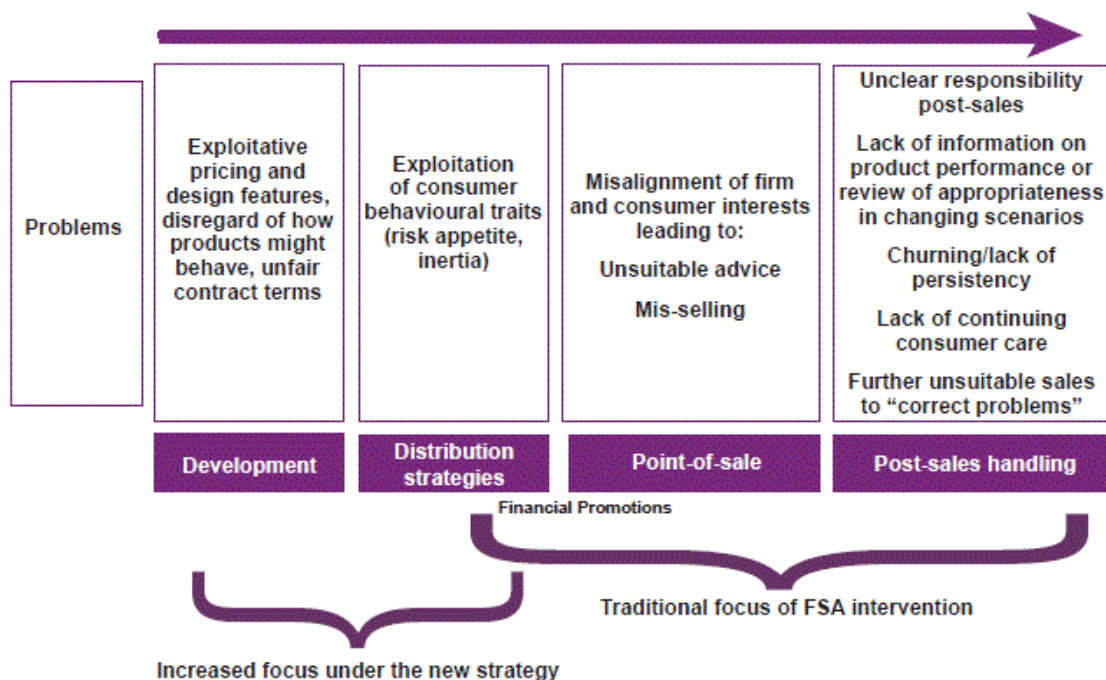 Problems
Exploitative
pricing and
design features,
disregard of how
products might
behave, unfair
contract terms
Exploitation
of consumer
behavioural traits
(risk appetite,
inertia)
Misalignment of firm
and consumer interests
leading to:
Unsuitable advice
Mis-selling
Unclear responsibility
post-sales
Lack of information on
product performance or
review of appropriateness
in changing scenarios
Churning/lack of
persistency
Lack of continuing
consumer care
Further unsuitable sales
to “correct problems”
Development
Distribution
strategies
Point-of-sale
Post-sales handling
Financial Promotions
Traditional focus of FSA intervention
Increased focus under the new strategy